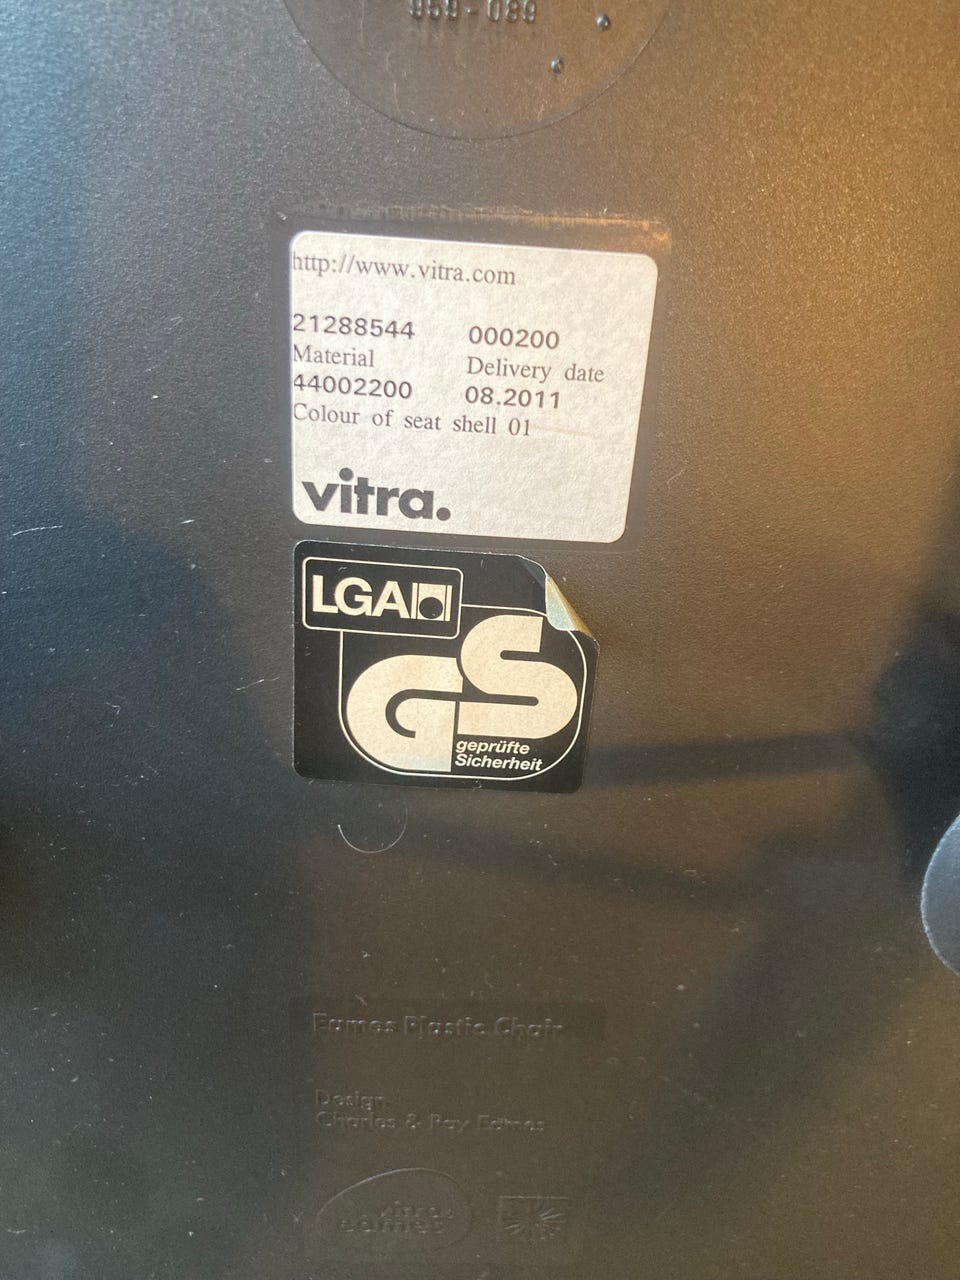 959-089
http://www.vitra.com
21288544 000200
Material Delivery date
44002200 08.2011
Colour of seat shell 01
vitra.
LGA
GS
geprüfte
Sicherheit
Eames Plastic Chair
Design
Charles & Ray Eames
vitra.
eames